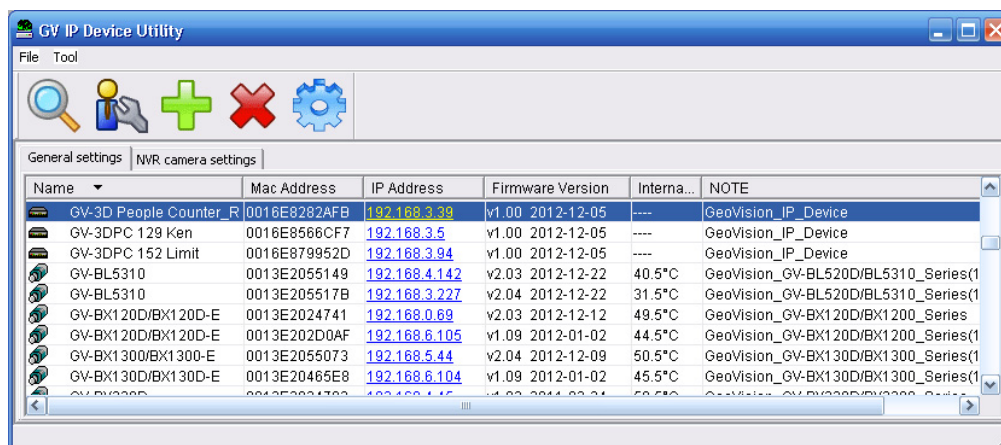 GV IP Device Utility
File Tool
General settings NVR camera settings
Name Mac Address IP Address Firmware Version Interna... NOTE
GV-3D People Counter_R 0016E8282AFB 192.168.3.39 v1.00 2012-12-05 ---- GeoVision_IP_Device
GV-3DPC 129 Ken 0016E8566CF7 192.168.3.5 v1.00 2012-12-05 ---- GeoVision_IP_Device
GV-3DPC 152 Limit 0016E879952D 192.168.3.94 v1.00 2012-12-05 ---- GeoVision_IP_Device
GV-BL5310 0013E2055149 192.168.4.142 v2.03 2012-12-22 40.5°C GeoVision_GV-BL520D/BL5310_Series(1
GV-BL5310 0013E205517B 192.168.3.227 v2.04 2012-12-22 31.5°C GeoVision_GV-BL520D/BL5310_Series(1
GV-BX120D/BX120D-E 0013E2024741 192.168.0.69 v2.03 2012-12-12 49.5°C GeoVision_GV-BX120D/BX1200_Series
GV-BX120D/BX120D-E 0013E202D0AF 192.168.6.105 v1.09 2012-01-02 44.5°C GeoVision_GV-BX120D/BX1200_Series(1
GV-BX1300/BX1300-E 0013E2055073 192.168.5.44 v2.04 2012-12-09 50.5°C GeoVision_GV-BX130D/BX1300_Series(1
GV-BX130D/BX130D-E 0013E20465E8 192.168.6.104 v1.09 2012-01-02 45.5°C GeoVision_GV-BX130D/BX1300_Series(1